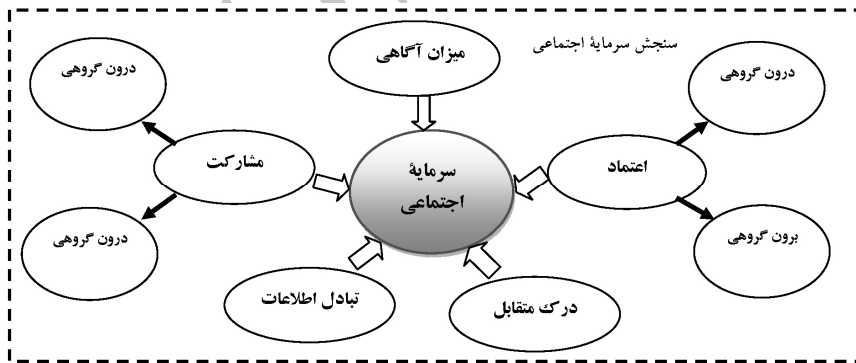 سنجش سرمایهٔ اجتماعی
میزان آگاهی
درون گروهی
درون گروهی
اعتماد
مشارکت
سرمایهٔ
اجتماعی
برون گروهی
درون گروهی
درک متقابل
تبادل اطلاعات